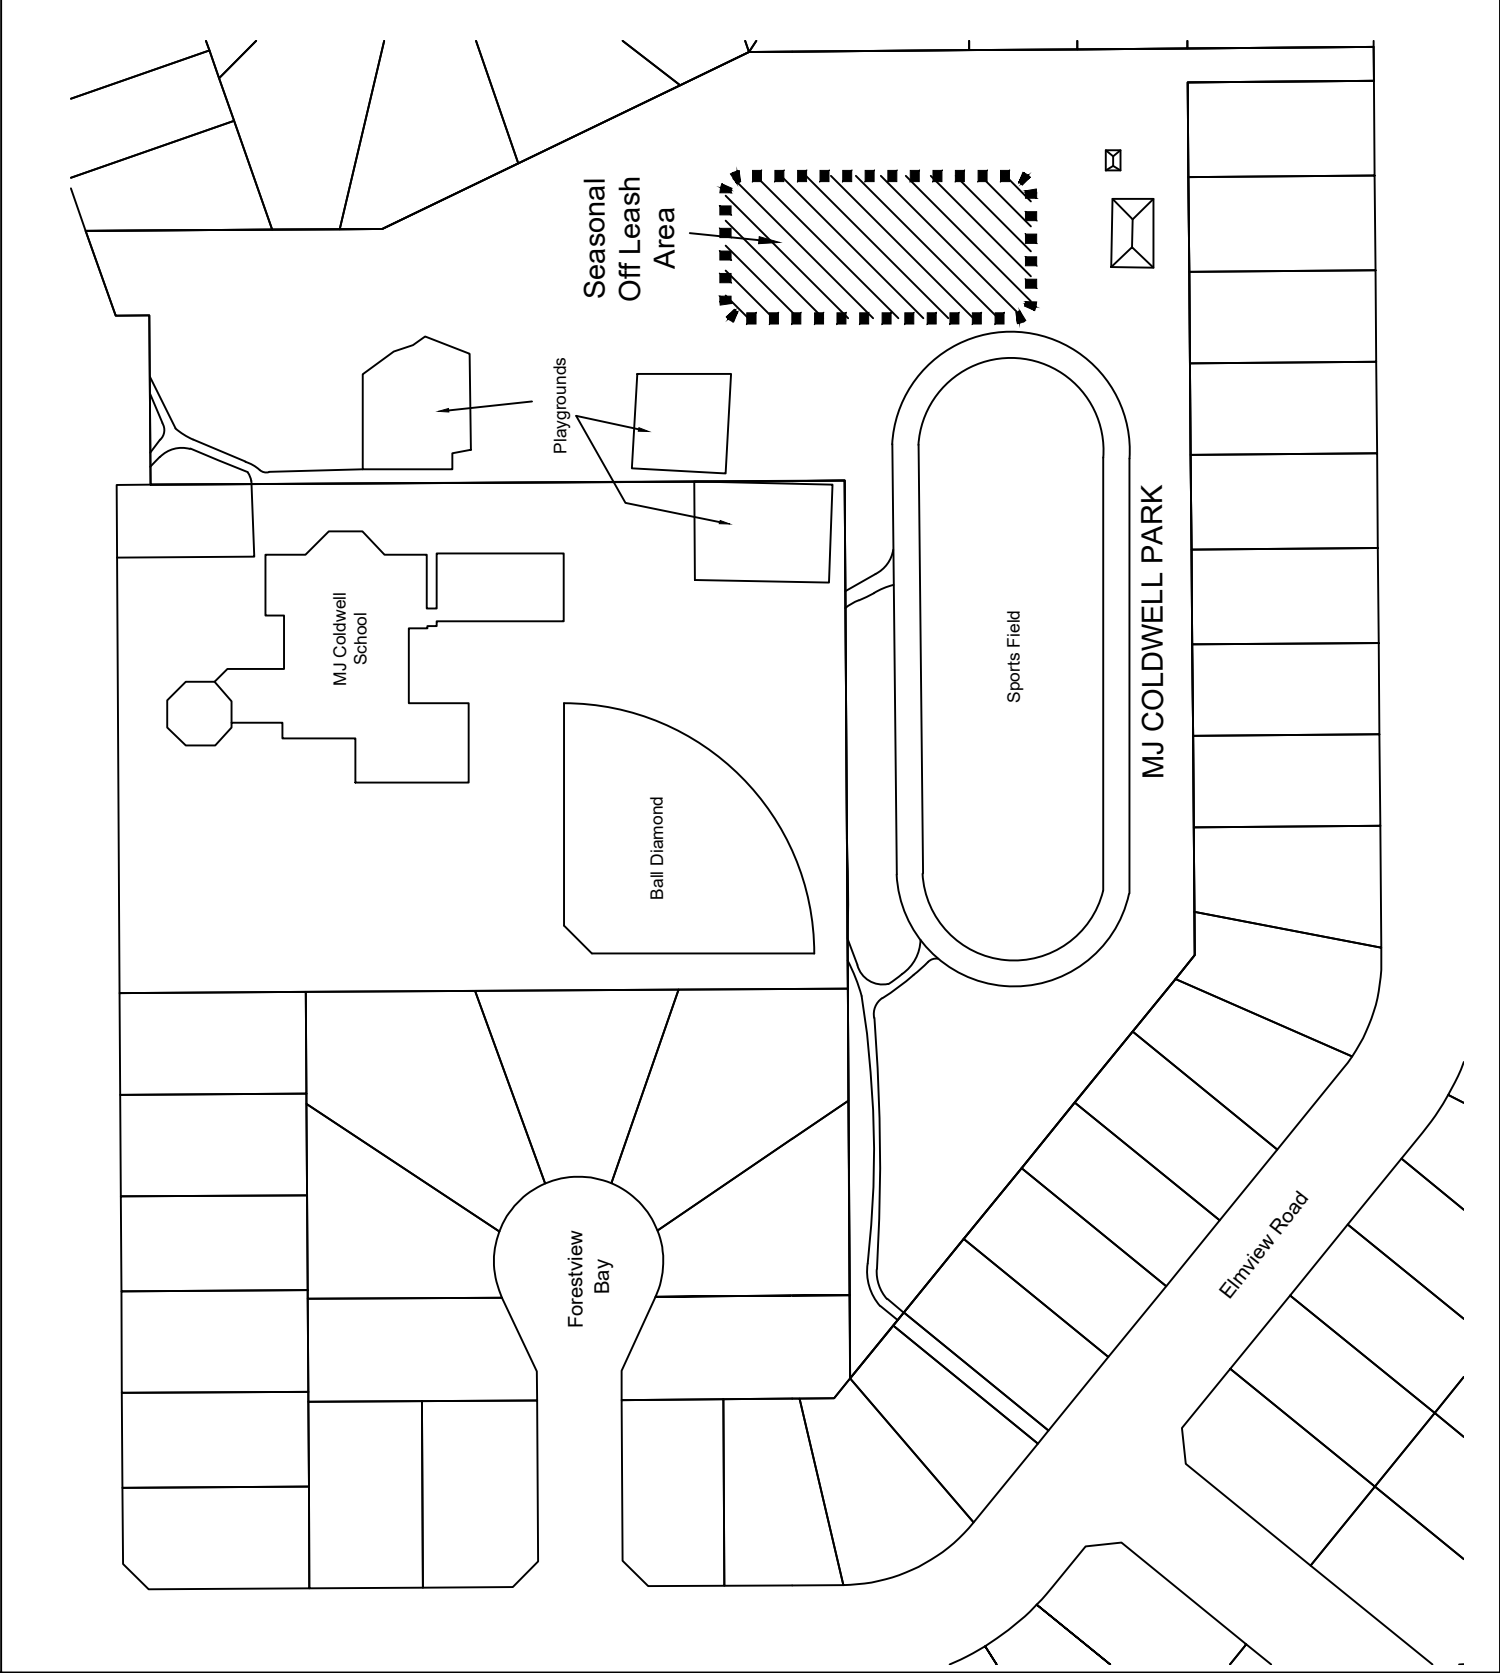 Seasonal
Off Leash
Area
Playgrounds
MJ Coldwell
School
Sports Field
MJ COLDWELL PARK
Ball Diamond
Forestview
Bay
Elmview Road